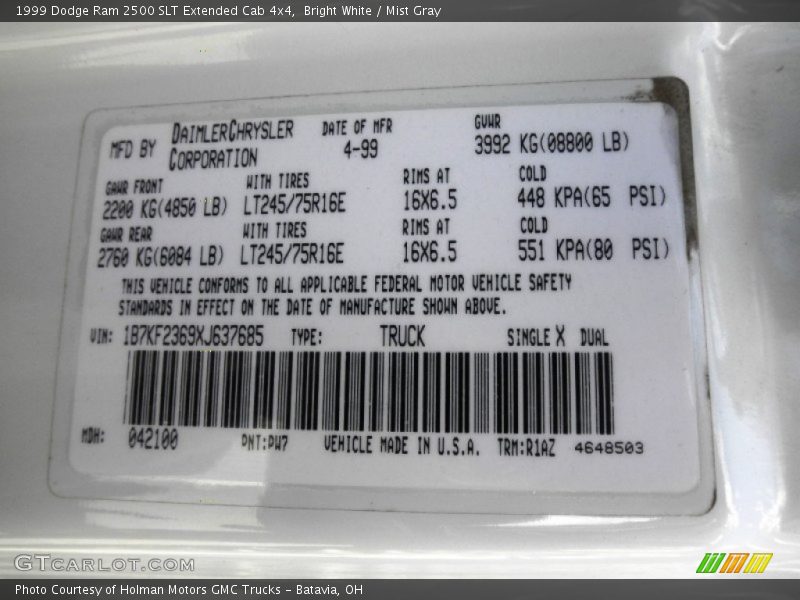 1999 Dodge Ram 2500 SLT Extended Cab 4x4, Bright White / Mist Gray
MFD BY DAIMLERCHRYSLER CORPORATION DATE OF MFR 4-99 GVWR 3992 KG(08800 LB)
GAWR FRONT WITH TIRES RIMS AT COLD
2200 KG(4850 LB) LT245/75R16E 16X6.5 448 KPA(65 PSI)
GAWR REAR WITH TIRES RIMS AT COLD
2760 KG(6084 LB) LT245/75R16E 16X6.5 551 KPA(80 PSI)
THIS VEHICLE CONFORMS TO ALL APPLICABLE FEDERAL MOTOR VEHICLE SAFETY
STANDARDS IN EFFECT ON THE DATE OF MANUFACTURE SHOWN ABOVE.
VIN: 1B7KF2369XJ637685 TYPE: TRUCK SINGLE X DUAL
MDH: 042100 PNT:PW7 VEHICLE MADE IN U.S.A. TRM:R1AZ 4648503
GTCARLOT.COM
Photo Courtesy of Holman Motors GMC Trucks - Batavia, OH